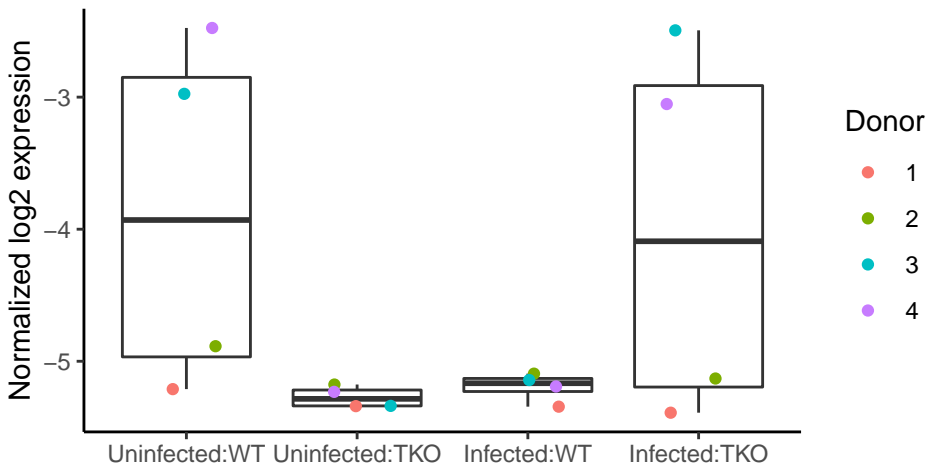 Normalized log2 expression
−3
−4
−5
Uninfected:WT
Uninfected:TKO
Infected:WT
Infected:TKO
Donor
1
2
3
4